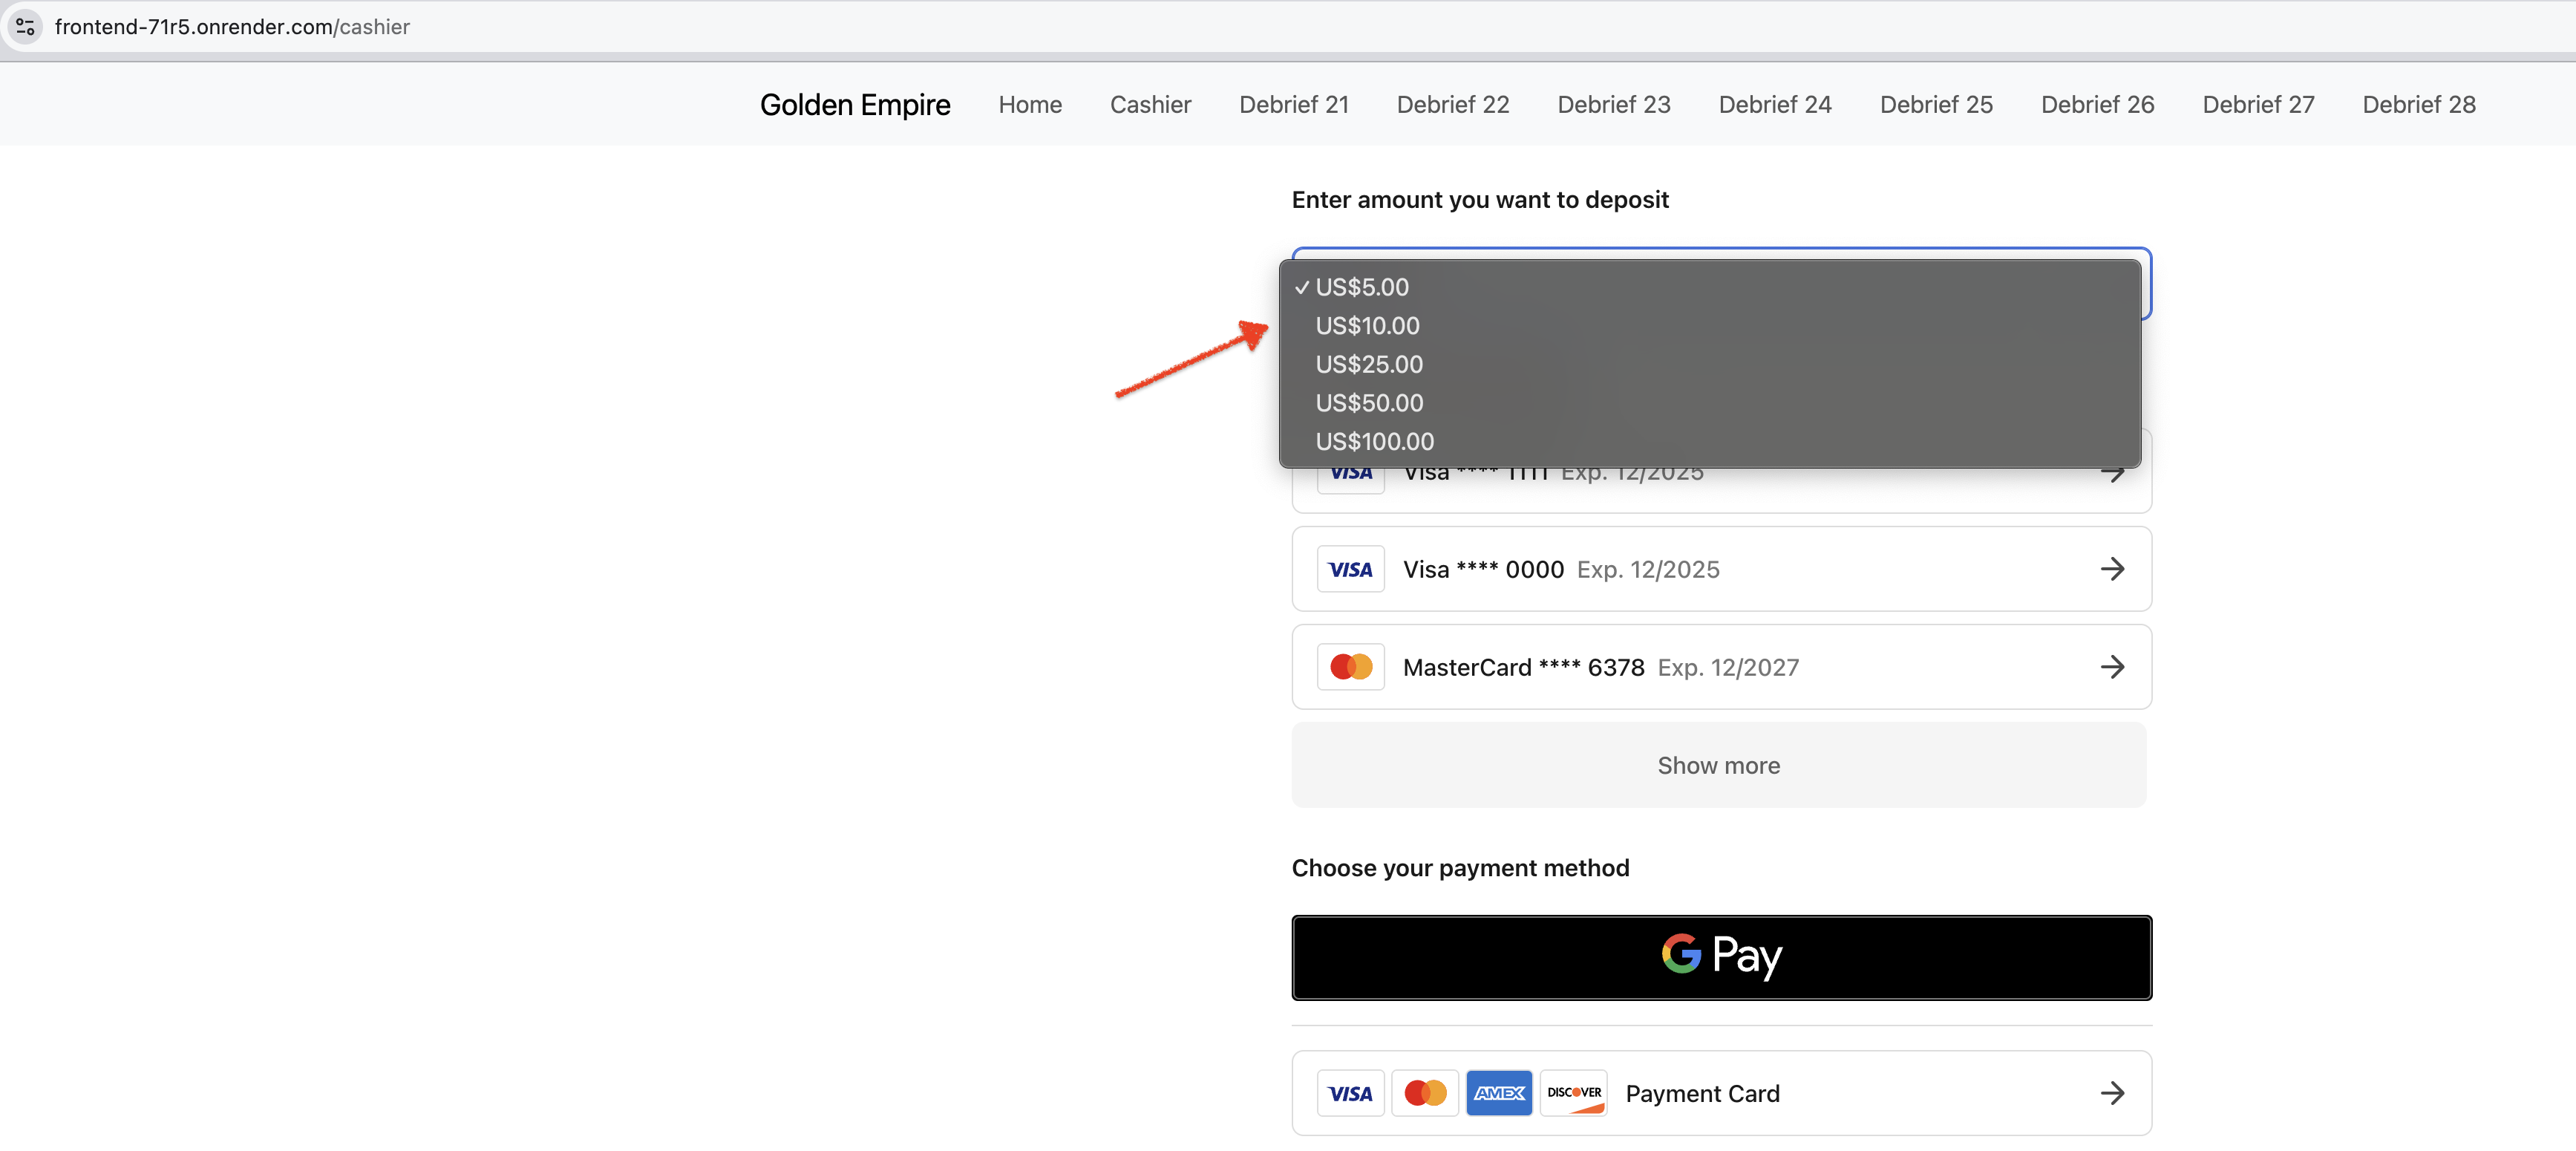 frontend-71r5.onrender.com/cashier
Golden Empire Home Cashier Debrief 21 Debrief 22 Debrief 23 Debrief 24 Debrief 25 Debrief 26 Debrief 27 Debrief 28
Enter amount you want to deposit
✓ US$5.00
US$10.00
US$25.00
US$50.00
US$100.00
VISA Visa **** 1111 Exp. 12/2025
VISA Visa **** 0000 Exp. 12/2025
MasterCard **** 6378 Exp. 12/2027
Show more
Choose your payment method
G Pay
VISA AMEX DISCOVER Payment Card